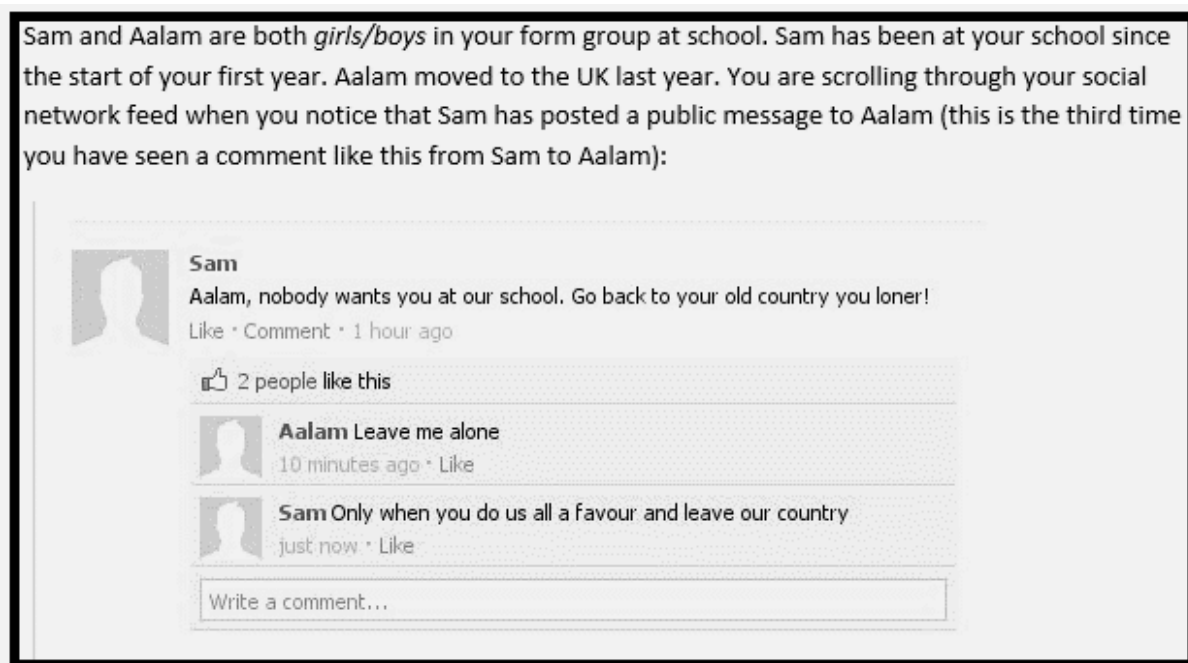 Sam and Aalam are both girls/boys in your form group at school. Sam has been at your school since
the start of your first year. Aalam moved to the UK last year. You are scrolling through your social
network feed when you notice that Sam has posted a public message to Aalam (this is the third time
you have seen a comment like this from Sam to Aalam):
Sam
Aalam, nobody wants you at our school. Go back to your old country you loner!
Like · Comment · 1 hour ago
2 people like this
Aalam Leave me alone
10 minutes ago · Like
Sam Only when you do us all a favour and leave our country
just now · Like
Write a comment...